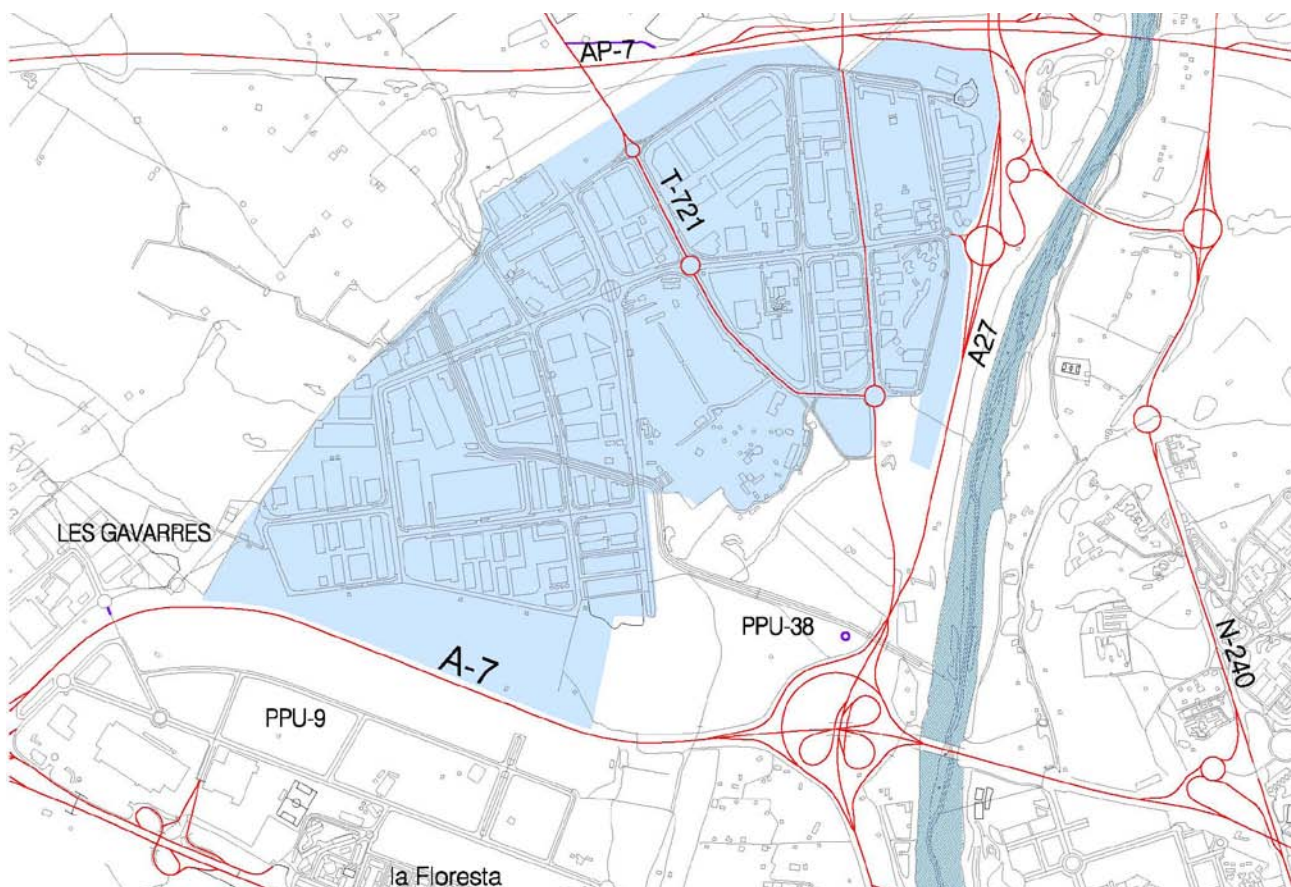 AP-7
T-721
A27
LES GAVARRES
PPU-38
N-240
A-7
PPU-9
la Floresta